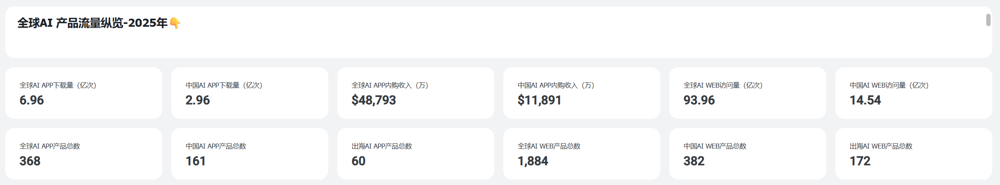 全球AI 产品流量纵览-2025年👇
全球AI APP下载量（亿次）
6.96
中国AI APP下载量（亿次）
2.96
全球AI APP内购收入（万）
$48,793
中国AI APP内购收入（万）
$11,891
全球AI WEB访问量（亿次）
93.96
中国AI WEB访问量（亿次）
14.54
全球AI APP产品总数
368
中国AI APP产品总数
161
出海AI APP产品总数
60
全球AI WEB产品总数
1,884
中国AI WEB产品总数
382
出海AI WEB产品总数
172